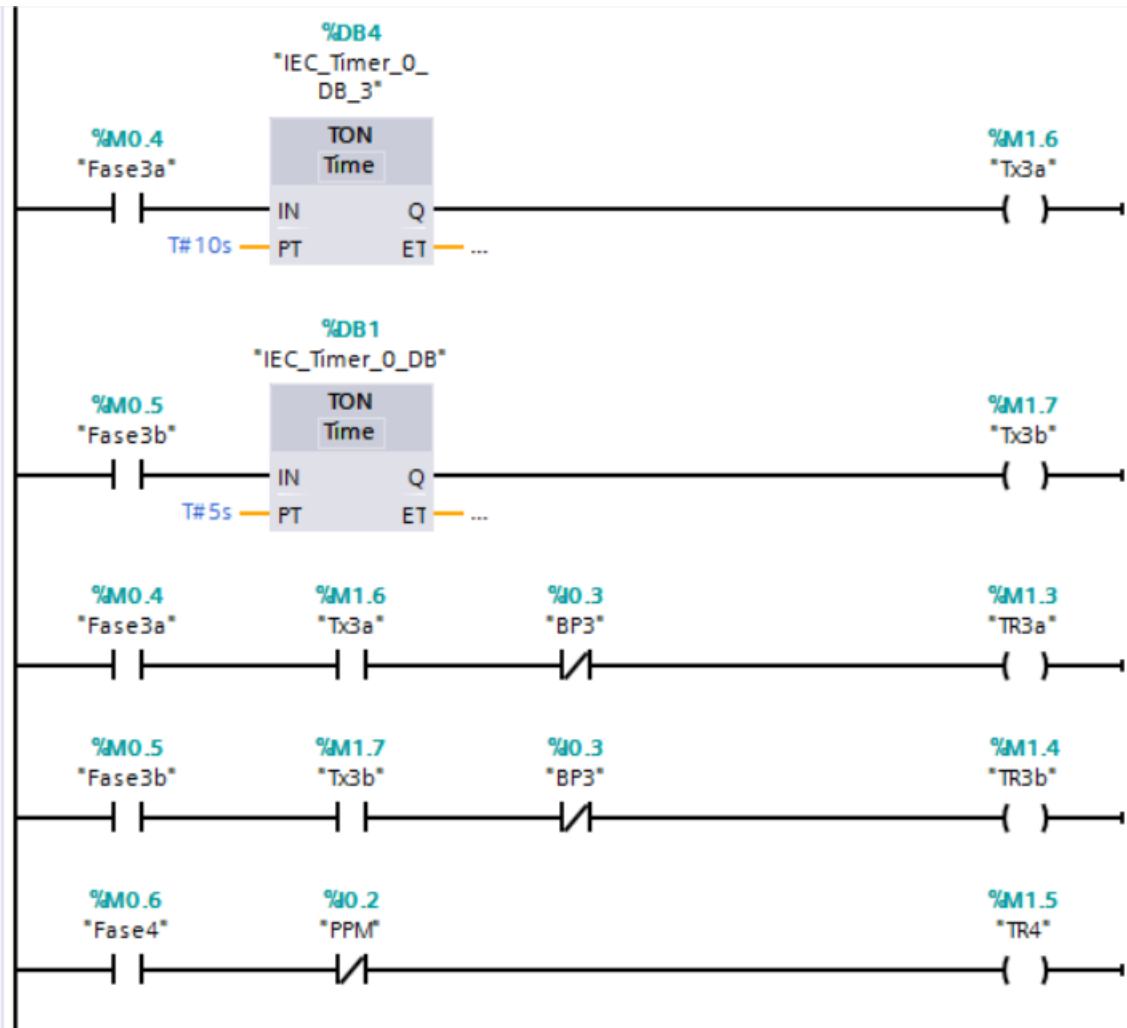 %DB4
"IEC_Timer_0_
DB_3"
%M0.4
"Fase3a"
TON
Time
%M1.6
"Tx3a"
IN Q
T#10s PT ET ...
%DB1
"IEC_Timer_0_DB"
%M0.5
"Fase3b"
TON
Time
%M1.7
"Tx3b"
IN Q
T#5s PT ET ...
%M0.4 %M1.6 %I0.3 %M1.3
"Fase3a" "Tx3a" "BP3" "TR3a"
%M0.5 %M1.7 %I0.3 %M1.4
"Fase3b" "Tx3b" "BP3" "TR3b"
%M0.6 %I0.2 %M1.5
"Fase4" "PPM" "TR4"